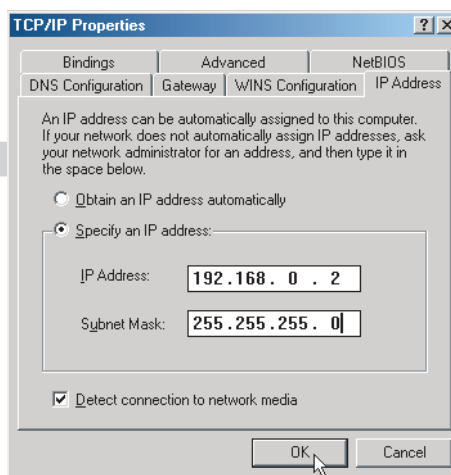 TCP/IP Properties
Bindings
Advanced
NetBIOS
DNS Configuration
Gateway
WINS Configuration
IP Address
An IP address can be automatically assigned to this computer.
If your network does not automatically assign IP addresses, ask
your network administrator for an address, and then type it in
the space below.
Obtain an IP address automatically
Specify an IP address:
IP Address: 192.168. 0 . 2
Subnet Mask: 255.255.255. 0
Detect connection to network media
OK
Cancel